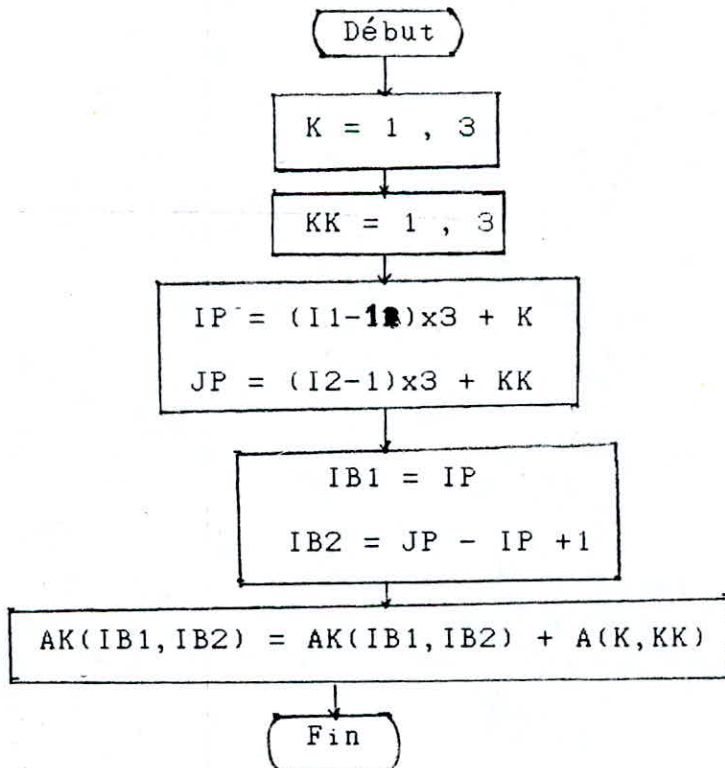 Début
K = 1 , 3
KK = 1 , 3
IP = (I1-1)x3 + K
JP = (I2-1)x3 + KK
IB1 = IP
IB2 = JP - IP +1
AK(IB1,IB2) = AK(IB1,IB2) + A(K,KK)
Fin